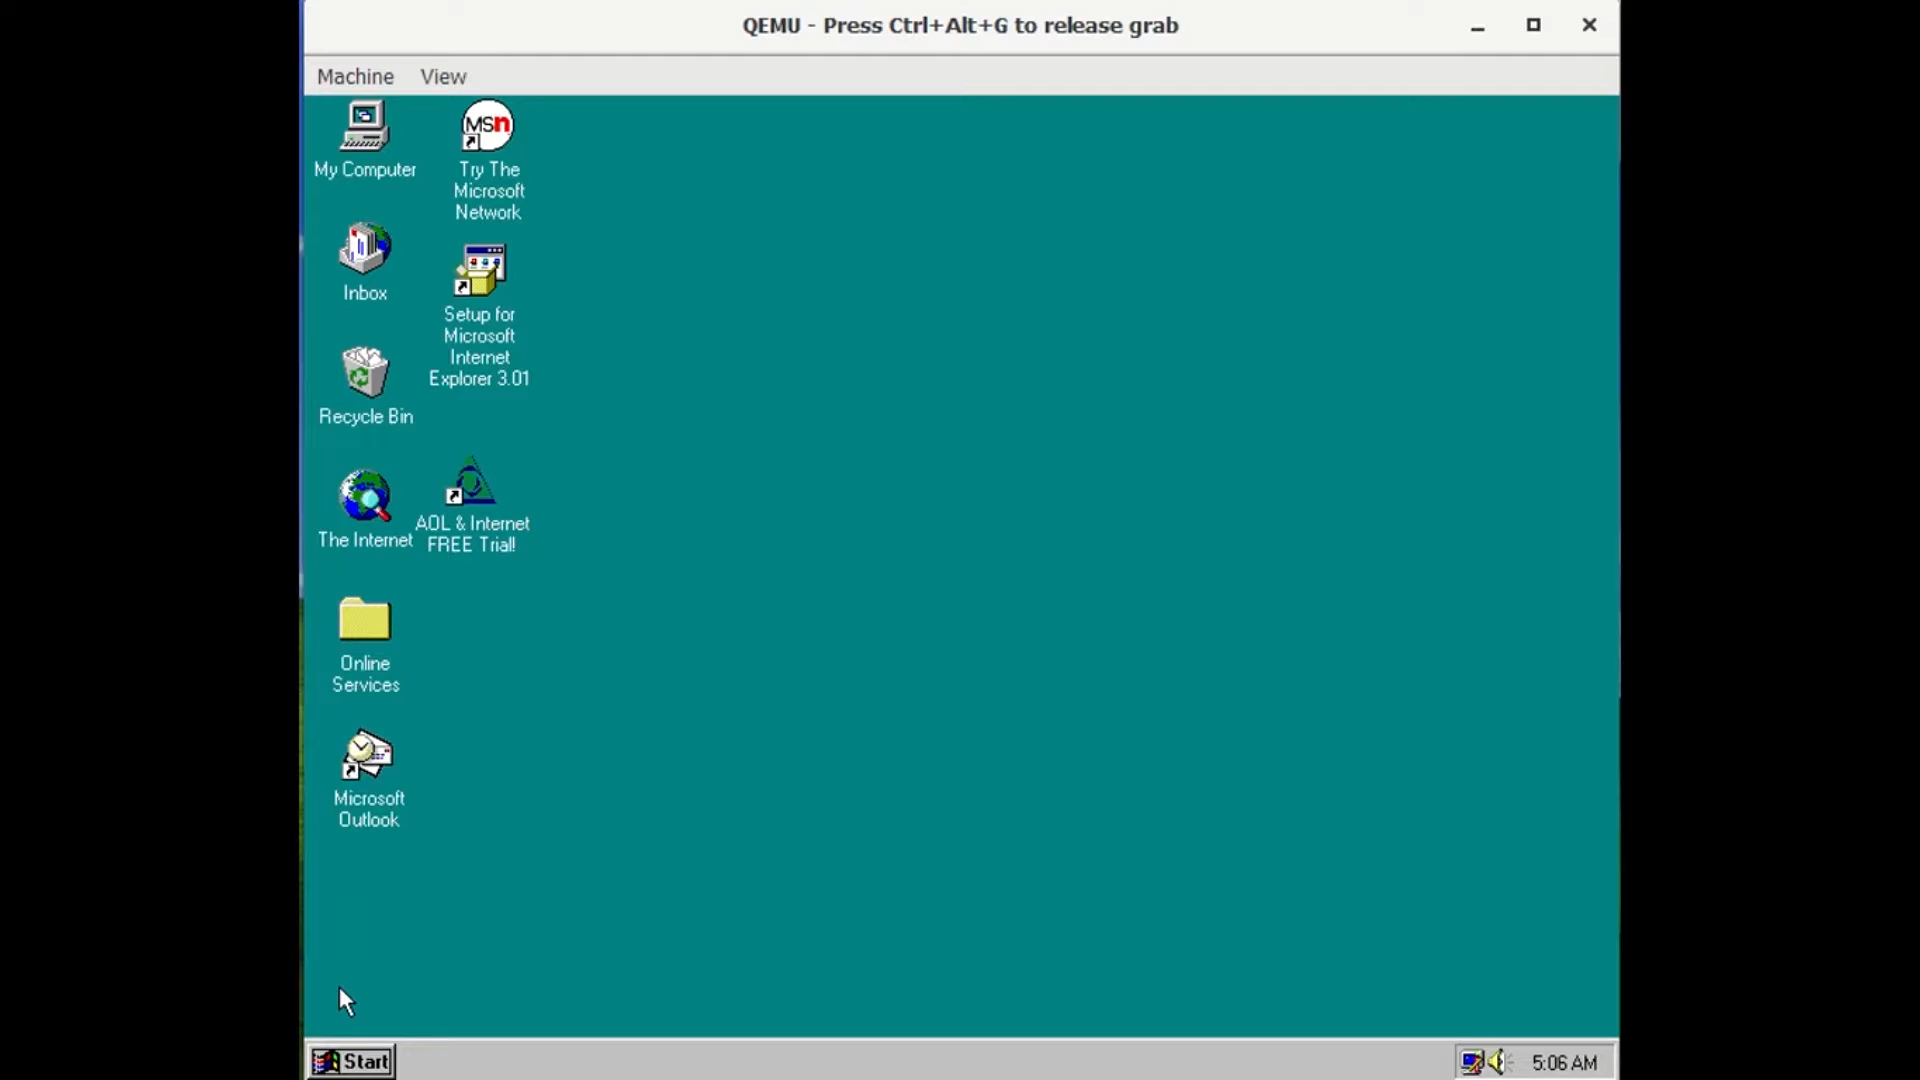 QEMU - Press Ctrl+Alt+G to release grab
Machine View
My Computer
MSn
Try The
Microsoft
Network
Inbox
Setup for
Microsoft
Internet
Explorer 3.01
Recycle Bin
The Internet
AOL & Internet
FREE Trial!
Online
Services
Microsoft
Outlook
Start
5:06 AM